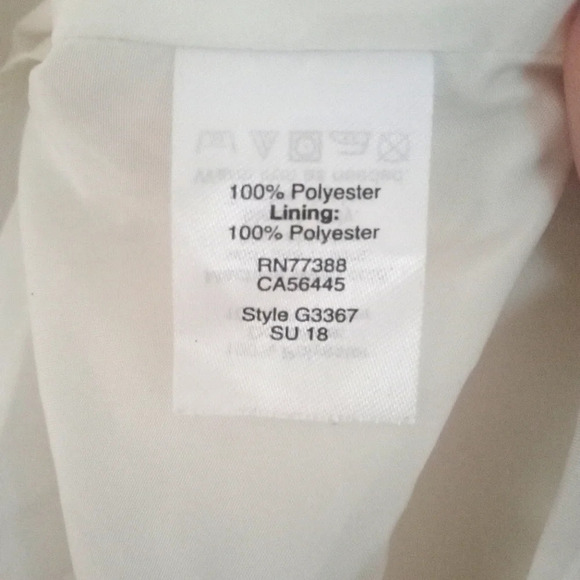 100% Polyester
Lining:
100% Polyester
RN77388
CA56445
Style G3367
SU 18